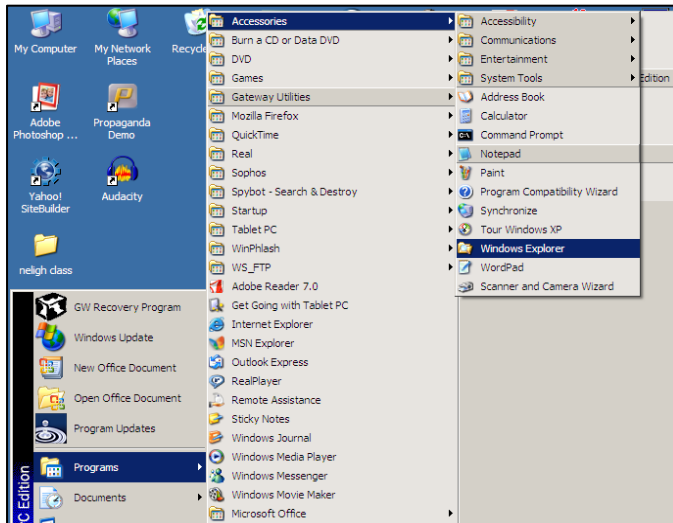 My Computer
My Network
Places
Recycle
Adobe
Photoshop ...
Propaganda
Demo
Yahoo!
SiteBuilder
Audacity
neligh class
GW Recovery Program
Windows Update
New Office Document
Open Office Document
Program Updates
Programs
Documents
PC Edition
Accessories
Burn a CD or Data DVD
DVD
Games
Gateway Utilities
Mozilla Firefox
QuickTime
Real
Sophos
Spybot - Search & Destroy
Startup
Tablet PC
WinPhlash
WS_FTP
Adobe Reader 7.0
Get Going with Tablet PC
Internet Explorer
MSN Explorer
Outlook Express
RealPlayer
Remote Assistance
Sticky Notes
Windows Journal
Windows Media Player
Windows Messenger
Windows Movie Maker
Microsoft Office
Accessibility
Communications
Entertainment
System Tools
Address Book
Calculator
Command Prompt
Notepad
Paint
Program Compatibility Wizard
Synchronize
Tour Windows XP
Windows Explorer
WordPad
Scanner and Camera Wizard
Edition